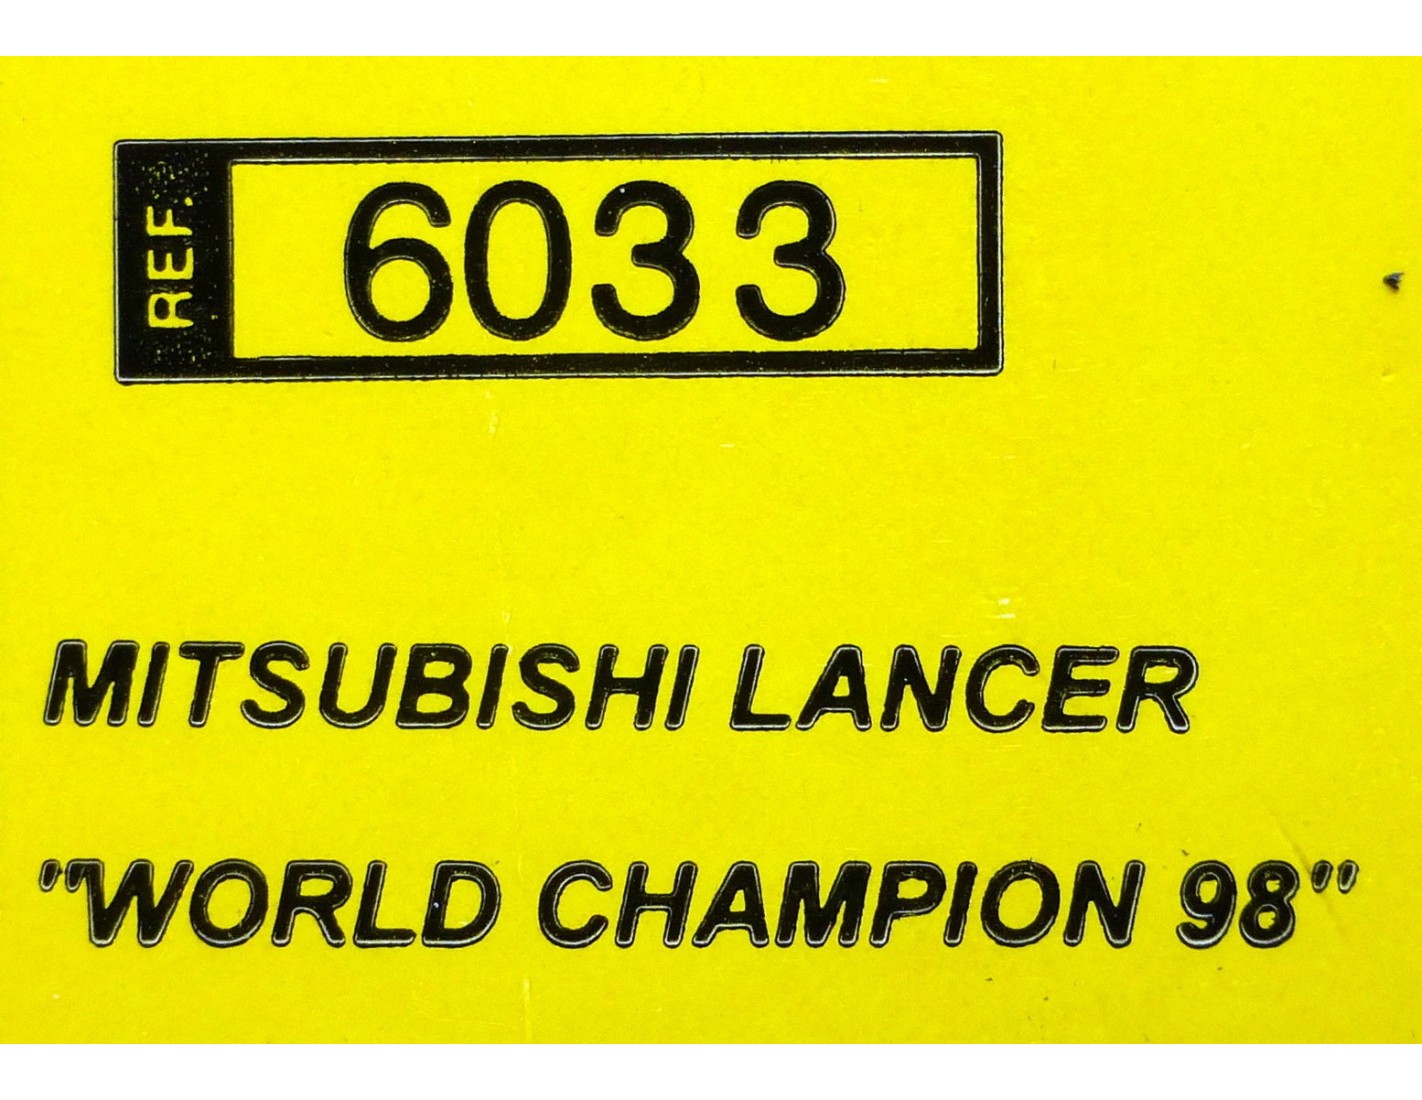 REF. 6033
MITSUBISHI LANCER
"WORLD CHAMPION 98"